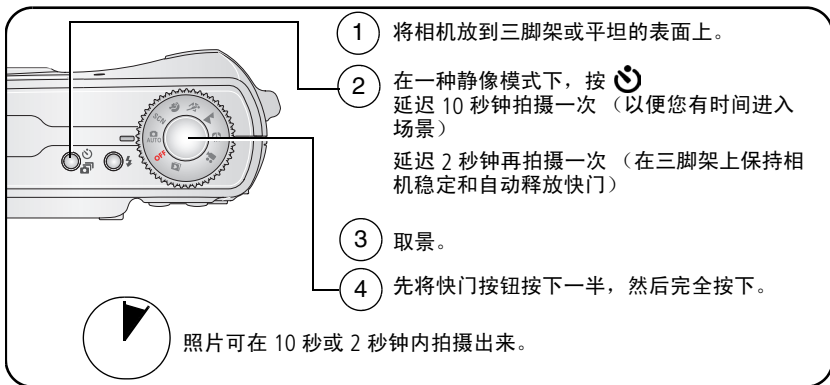 1 将相机放到三脚架或平坦的表面上。
2 在一种静像模式下，按
延迟 10 秒钟拍摄一次 （以便您有时间进入
场景）
延迟 2 秒钟再拍摄一次 （在三脚架上保持相
机稳定和自动释放快门）
3 取景。
4 先将快门按钮按下一半，然后完全按下。
照片可在 10 秒或 2 秒钟内拍摄出来。
SCN
AUTO
OFF